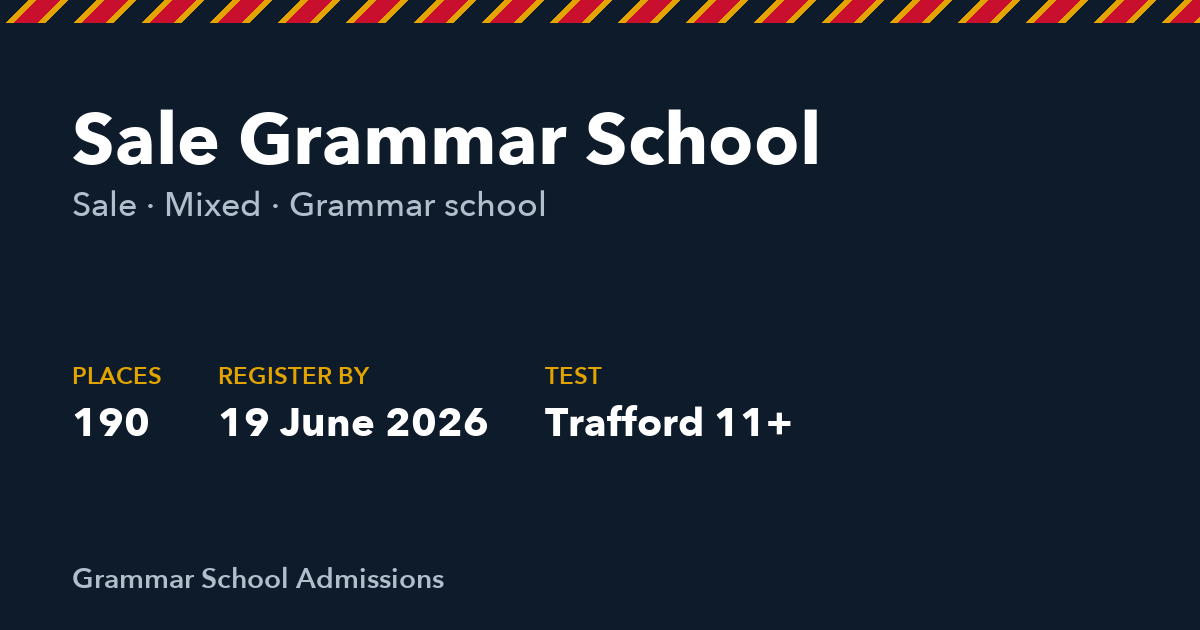 Sale Grammar School
Sale · Mixed · Grammar school
PLACES REGISTER BY TEST
190 19 June 2026 Trafford 11+
Grammar School Admissions